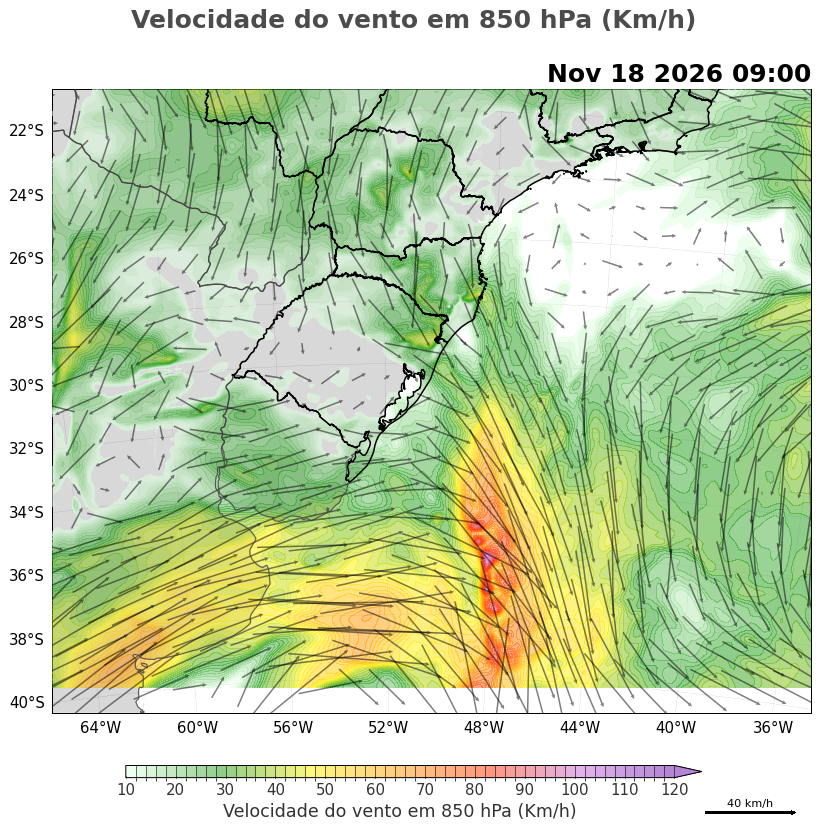 Velocidade do vento em 850 hPa (Km/h)
Nov 18 2026 09:00
22°S
24°S
26°S
28°S
30°S
32°S
34°S
36°S
38°S
40°S
64°W 60°W 56°W 52°W 48°W 44°W 40°W 36°W
10 20 30 40 50 60 70 80 90 100 110 120
Velocidade do vento em 850 hPa (Km/h)
40 km/h